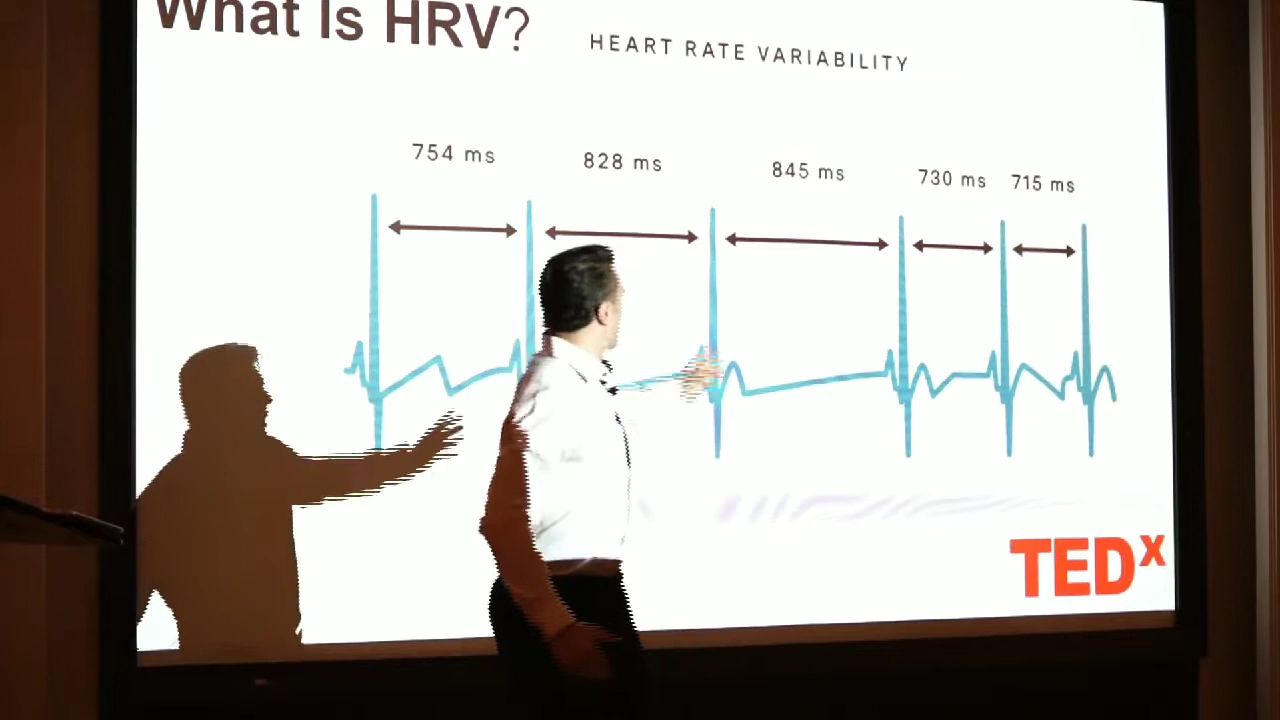 What Is HRV?
HEART RATE VARIABILITY
754 ms
828 ms
845 ms
730 ms
715 ms
TEDx